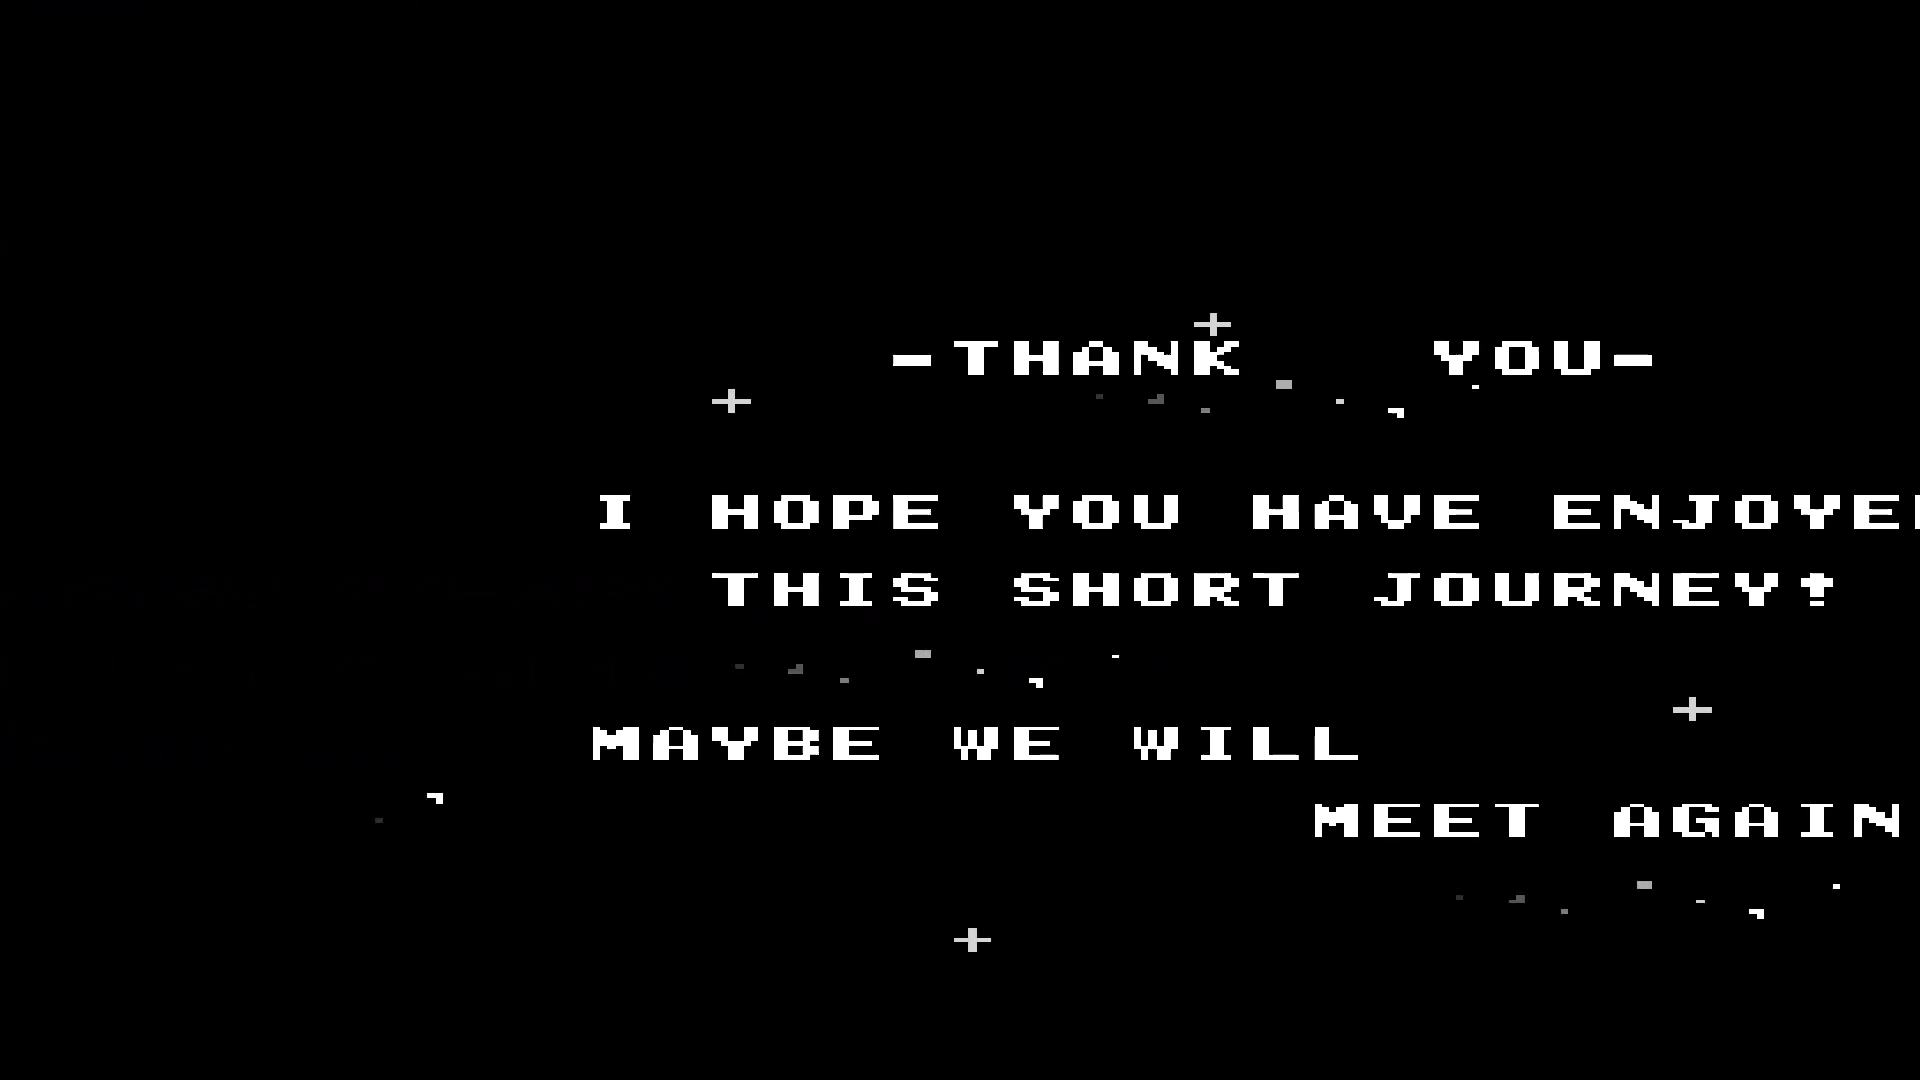 -THANK YOU-
I HOPE YOU HAVE ENJOYE
THIS SHORT JOURNEY!
MAYBE WE WILL
MEET AGAIN